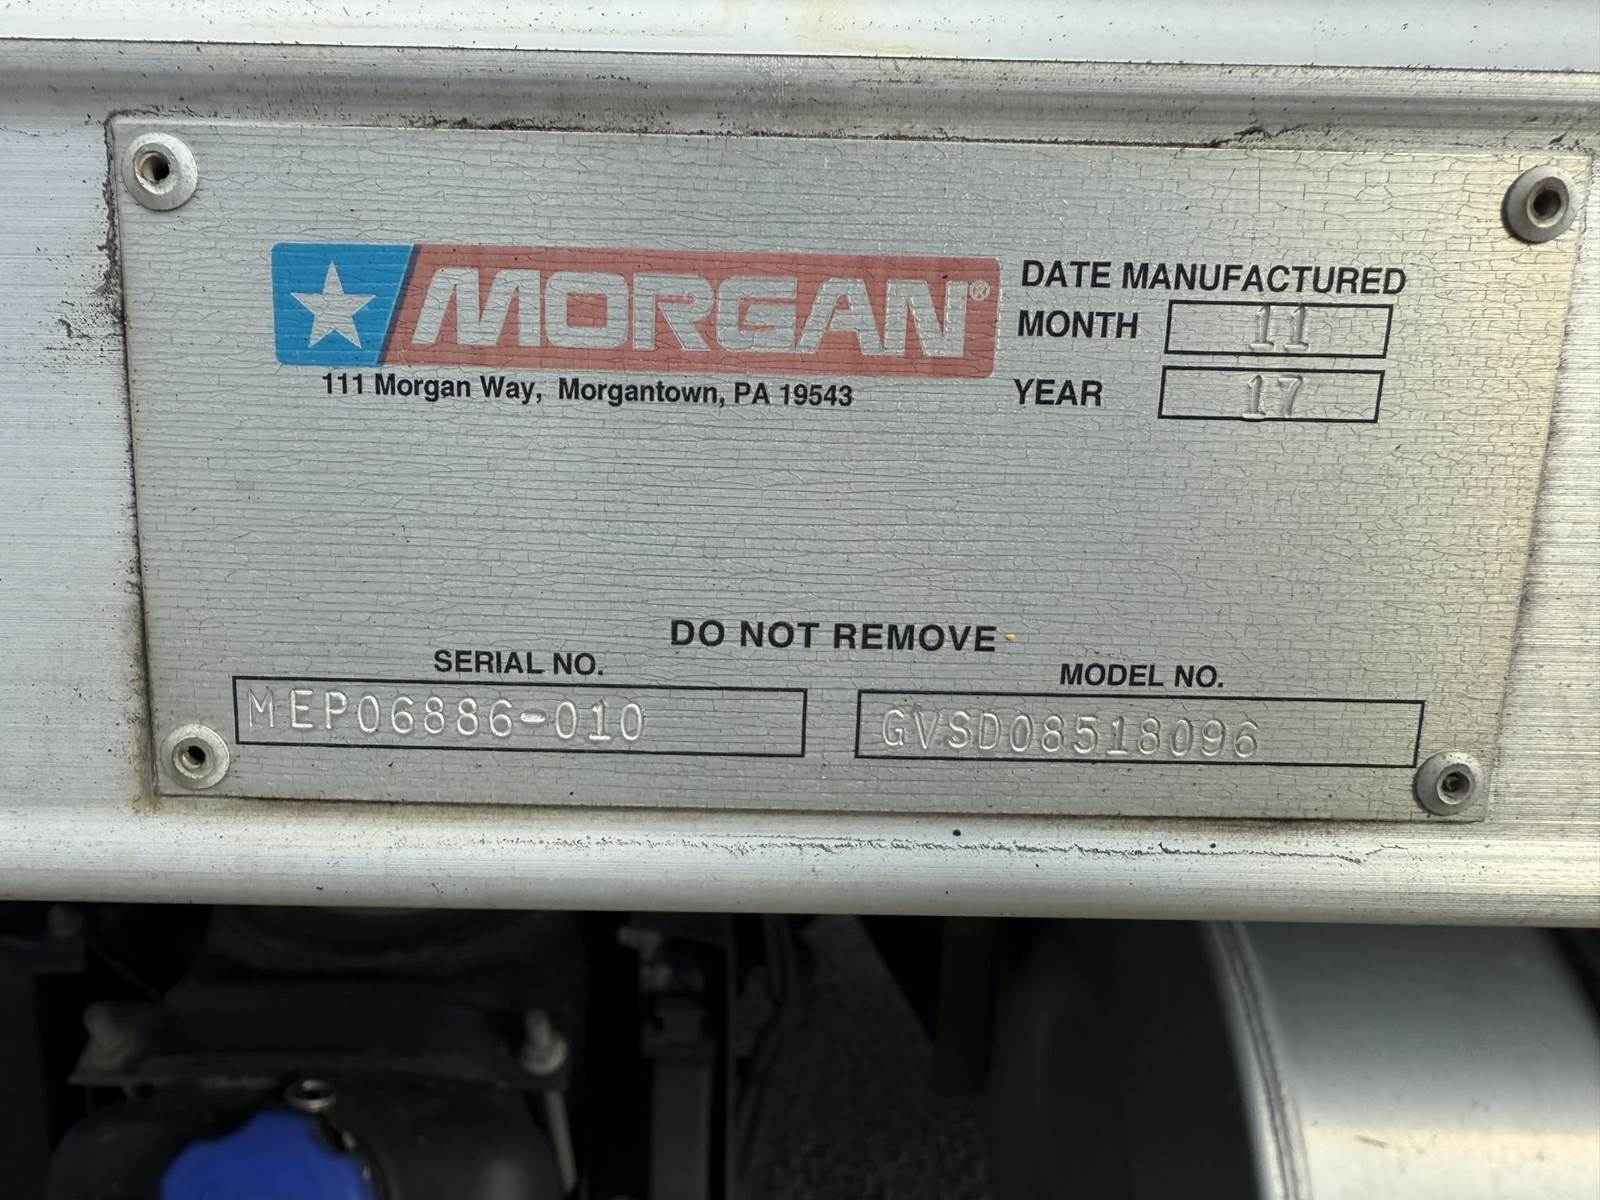 MORGAN®
111 Morgan Way, Morgantown, PA 19543
DATE MANUFACTURED
MONTH 11
YEAR 17
DO NOT REMOVE
SERIAL NO.
MEP06886-010
MODEL NO.
GVSD08518096